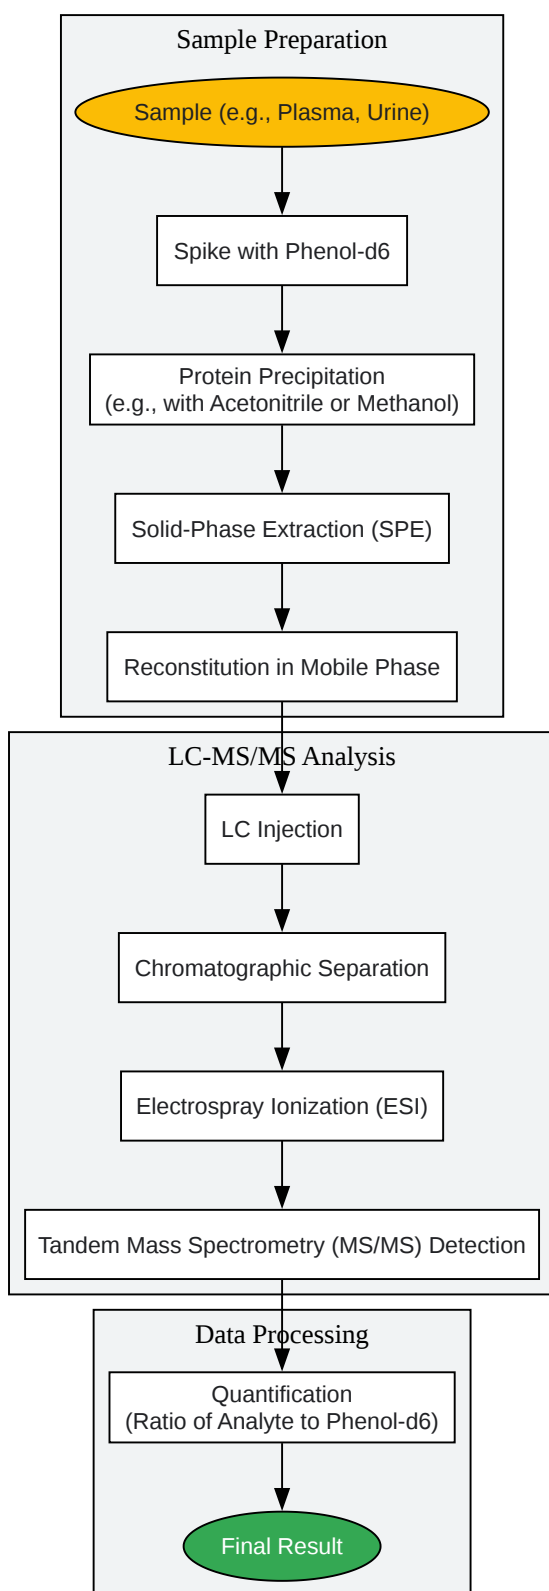 Sample Preparation
Sample (e.g., Plasma, Urine)
Spike with Phenol-d6
Protein Precipitation
(e.g., with Acetonitrile or Methanol)
Solid-Phase Extraction (SPE)
Reconstitution in Mobile Phase
LC-MS/MS Analysis
LC Injection
Chromatographic Separation
Electrospray Ionization (ESI)
Tandem Mass Spectrometry (MS/MS) Detection
Data Processing
Quantification
(Ratio of Analyte to Phenol-d6)
Final Result